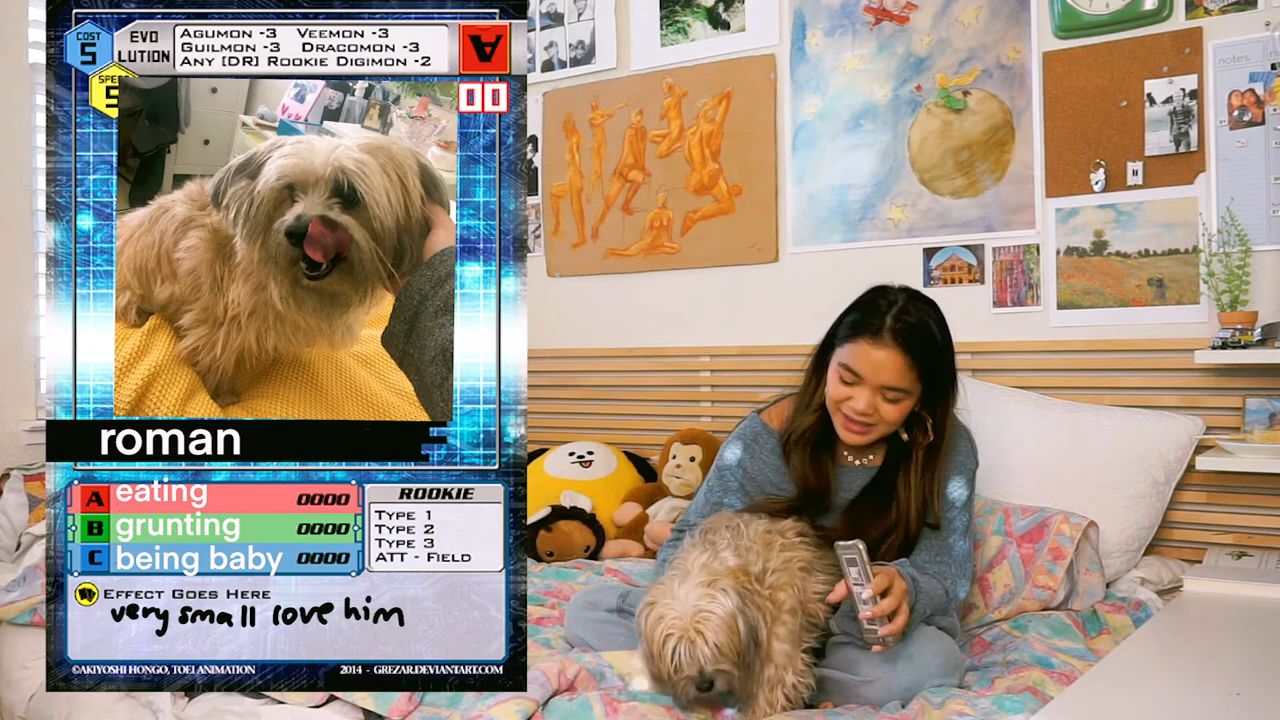 COST
5
EVO
LUTION
AGUMON -3 VEEMON -3
GUILMON -3 DRACOMON -3
ANY [DR] ROOKIE DIGIMON -2
A
00
roman
A eating 0000
B grunting 0000
C being baby 0000
ROOKIE
TYPE 1
TYPE 2
TYPE 3
ATT - FIELD
EFFECT GOES HERE
very small love him
©AKIYOSHI HONGO, TOEI ANIMATION 2014 - GREZAR.DEVIANTART.COM
notes: